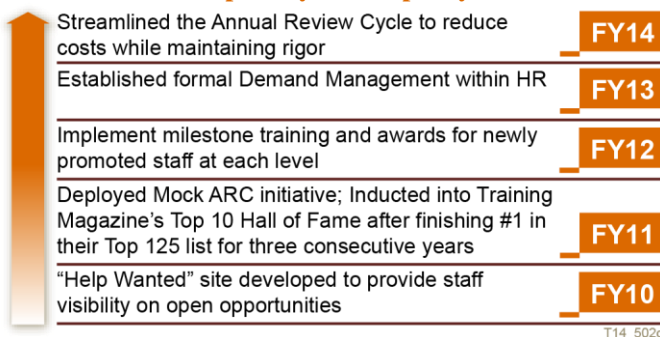 Streamlined the Annual Review Cycle to reduce
costs while maintaining rigor
FY14
Established formal Demand Management within HR
FY13
Implement milestone training and awards for newly
promoted staff at each level
FY12
Deployed Mock ARC initiative; Inducted into Training
Magazine's Top 10 Hall of Fame after finishing #1 in
their Top 125 list for three consecutive years
FY11
“Help Wanted” site developed to provide staff
visibility on open opportunities
FY10